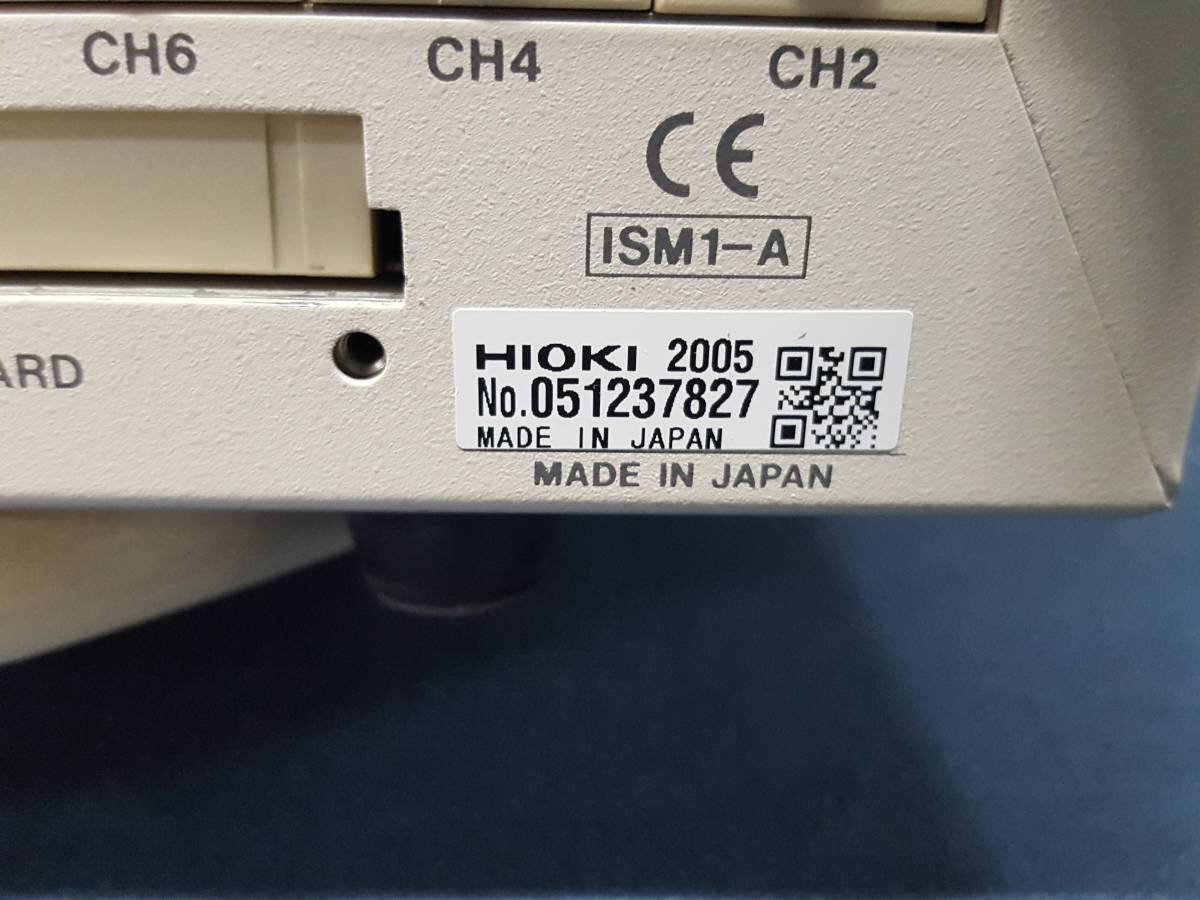 CH6 CH4 CH2
CE
ISM1-A
ARD
HIOKI 2005
No.051237827
MADE IN JAPAN
MADE IN JAPAN